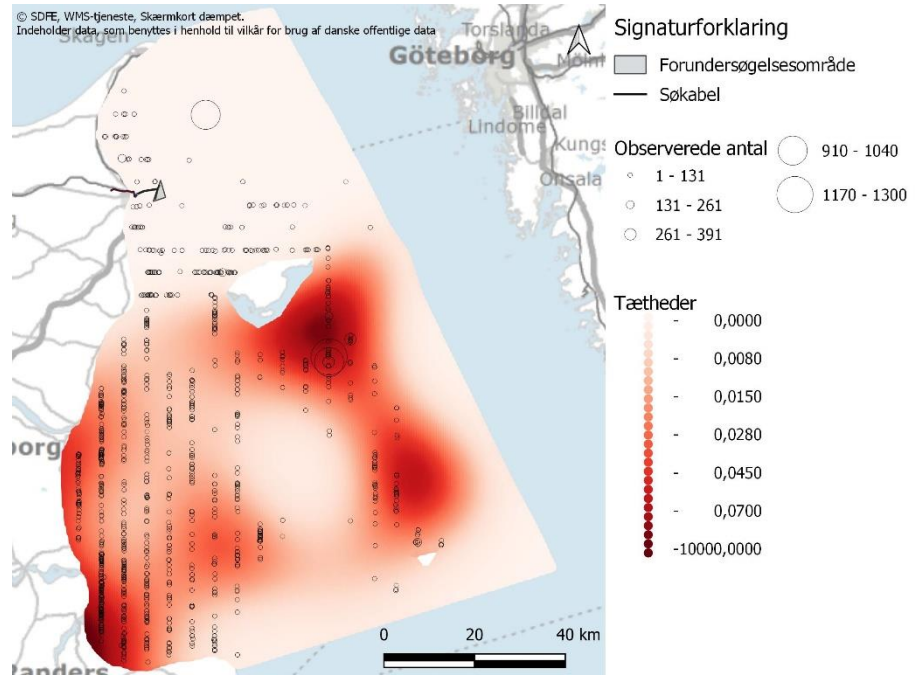 © SDFE, WMS-tjeneste, Skærmkort dæmpet.
Indeholder data, som benyttes i henhold til vilkår for brug af danske offentlige data
Skagen
Torslanda
Göteborg
Billdal
Lindome
Kungs
Onsala
borg
Randers
0 20 40 km
Signaturforklaring
Forundersøgelsesområde
Søkabel
Observerede antal
1 - 131
131 - 261
261 - 391
910 - 1040
1170 - 1300
Tætheder
- 0,0000
- 0,0080
- 0,0150
- 0,0280
- 0,0450
- 0,0700
-10000,0000